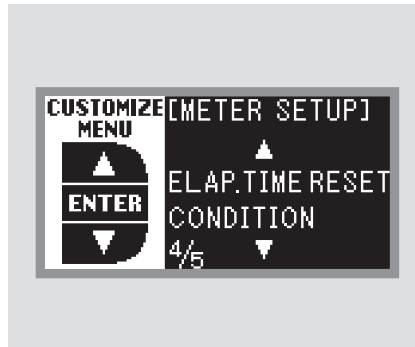 CUSTOMIZE
MENU
ENTER
[METER SETUP]
ELAP.TIME RESET
CONDITION
4/5